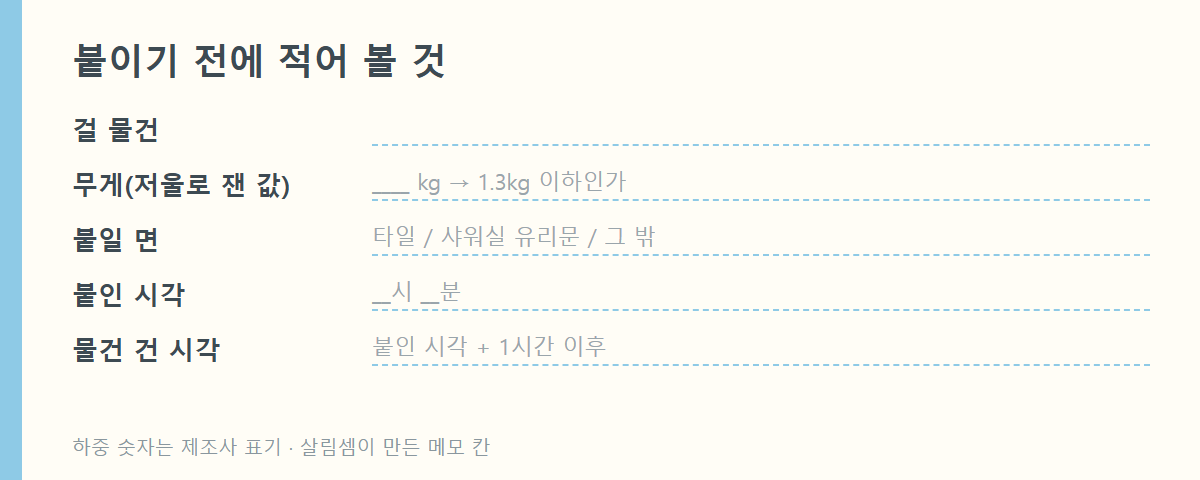 붙이기 전에 적어 볼 것
걸 물건
무게(저울로 잰 값) ___ kg → 1.3kg 이하인가
붙일 면 타일 / 샤워실 유리문 / 그 밖
붙인 시각 __시 __분
물건 건 시각 붙인 시각 + 1시간 이후
하중 숫자는 제조사 표기 · 살림셈이 만든 메모 칸